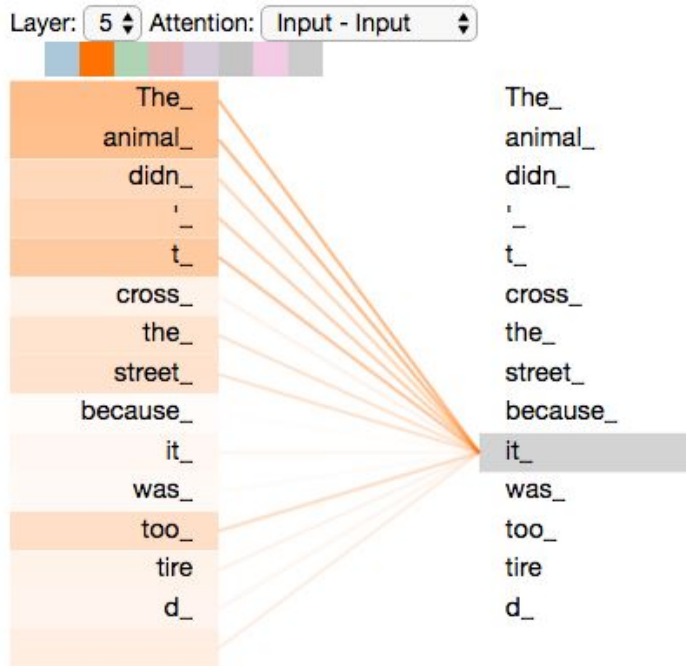 Layer: 5 Attention: Input - Input
The_ The_
animal_ animal_
didn_ didn_
'_ '_
t_ t_
cross_ cross_
the_ the_
street_ street_
because_ because_
it_ it_
was_ was_
too_ too_
tire tire
d_ d_